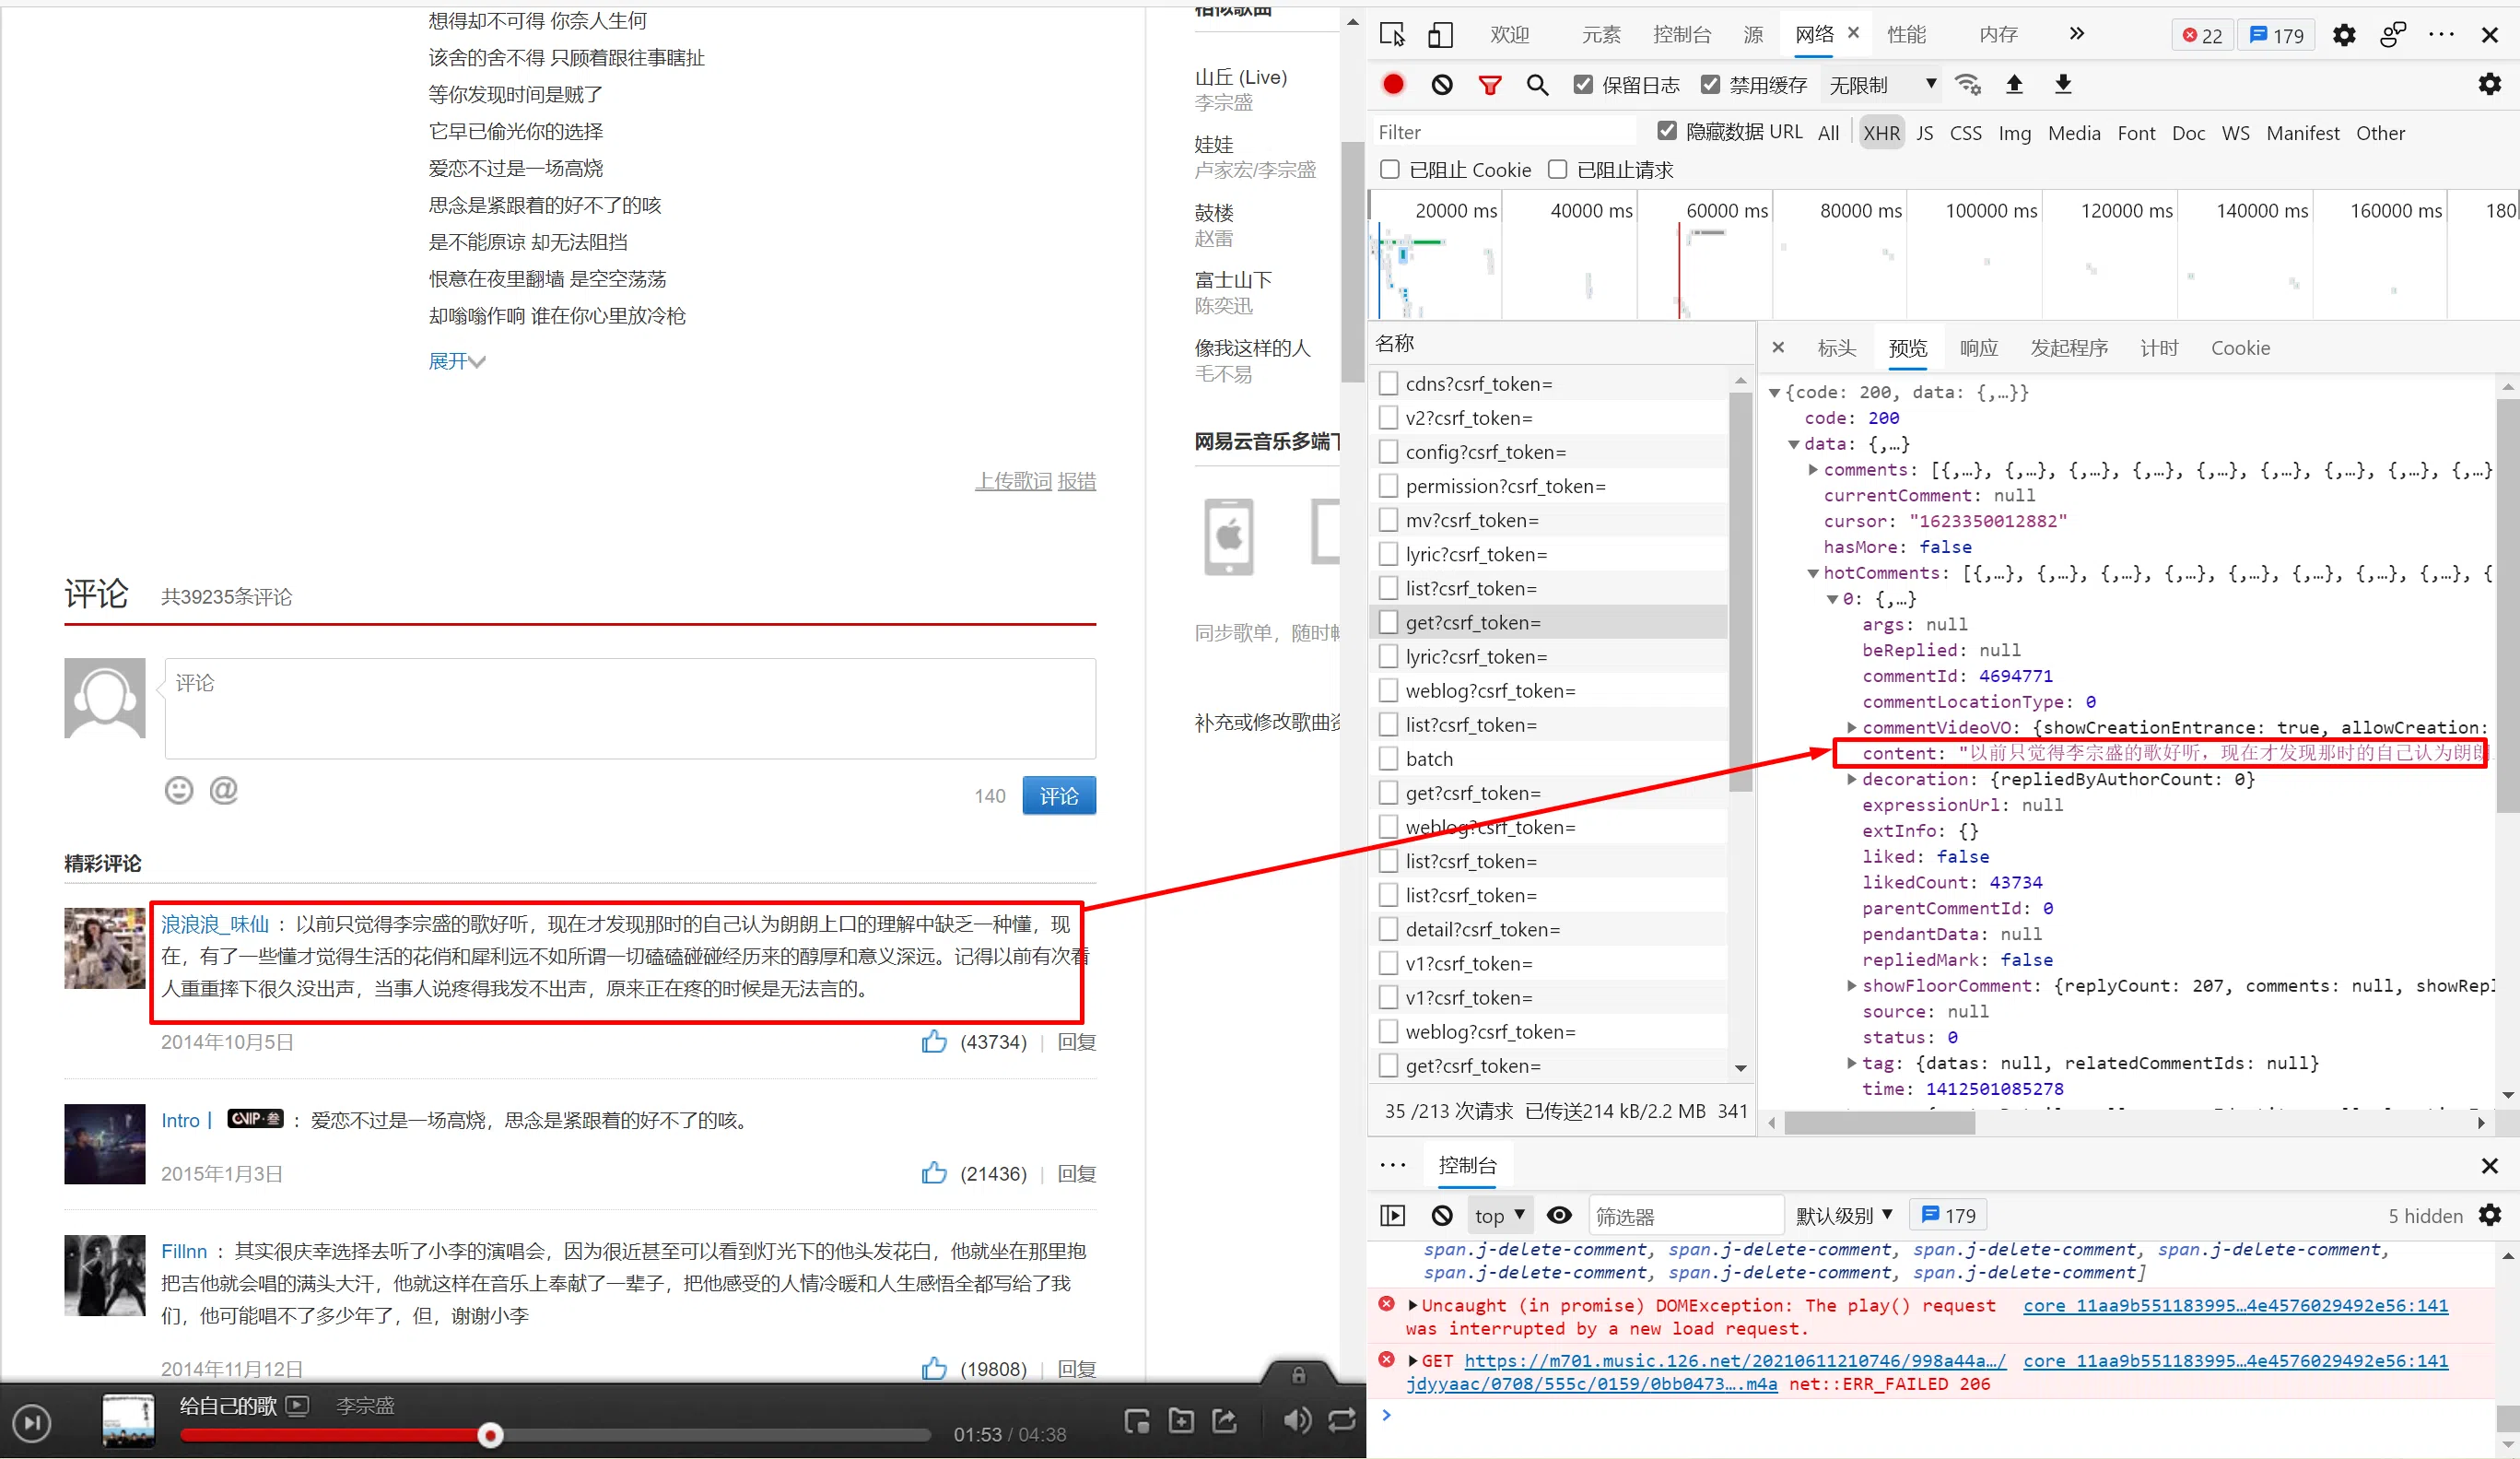 想得却不可得 你奈人生何
该舍的舍不得 只顾着跟往事瞎扯
等你发现时间是贼了
它早已偷光你的选择
爱恋不过是一场高烧
思念是紧跟着的好不了的咳
是不能原谅 却无法阻挡
恨意在夜里翻墙 是空空荡荡
却嗡嗡作响 谁在你心里放冷枪
展开
上传歌词 报错
评论 共39235条评论
评论
140 评论
精彩评论
浪浪浪_味仙 ： 以前只觉得李宗盛的歌好听，现在才发现那时的自己认为朗朗上口的理解中缺乏一种懂，现
在，有了一些懂才觉得生活的花俏和犀利远不如所谓一切磕磕碰碰经历来的醇厚和意义深远。记得以前有次看
人重重摔下很久没出声，当事人说疼得我发不出声，原来正在疼的时候是无法言的。
2014年10月5日 (43734) | 回复
Intro丨 VIP·叁 ： 爱恋不过是一场高烧，思念是紧跟着的好不了的咳。
2015年1月3日 (21436) | 回复
Fillnn ： 其实很庆幸选择去听了小李的演唱会，因为很近甚至可以看到灯光下的他头发花白，他就坐在那里抱
把吉他就会唱的满头大汗，他就这样在音乐上奉献了一辈子，把他感受的人情冷暖和人生感悟全都写给了我
们，他可能唱不了多少年了，但，谢谢小李
2014年11月12日 (19808) | 回复
给自己的歌 李宗盛
01:53 / 04:38
相似歌曲
山丘 (Live)
李宗盛
娃娃
卢家宏/李宗盛
鼓楼
赵雷
富士山下
陈奕迅
像我这样的人
毛不易
网易云音乐多端下
同步歌单，随时畅
补充或修改歌曲资
欢迎 元素 控制台 源 网络 性能 内存 22 179
保留日志 禁用缓存 无限制
Filter 隐藏数据 URL All XHR JS CSS Img Media Font Doc WS Manifest Other
已阻止 Cookie 已阻止请求
20000 ms 40000 ms 60000 ms 80000 ms 100000 ms 120000 ms 140000 ms 160000 ms 180
名称
cdns?csrf_token=
v2?csrf_token=
config?csrf_token=
permission?csrf_token=
mv?csrf_token=
lyric?csrf_token=
list?csrf_token=
get?csrf_token=
lyric?csrf_token=
weblog?csrf_token=
list?csrf_token=
batch
get?csrf_token=
weblog?csrf_token=
list?csrf_token=
list?csrf_token=
detail?csrf_token=
v1?csrf_token=
v1?csrf_token=
weblog?csrf_token=
get?csrf_token=
35 /213 次请求 已传送214 kB/2.2 MB 341
标头 预览 响应 发起程序 计时 Cookie
{code: 200, data: {,…}}
code: 200
data: {,…}
comments: [{,…}, {,…}, {,…}, {,…}, {,…}, {,…}, {,…}, {,…}, {,…}
currentComment: null
cursor: "1623350012882"
hasMore: false
hotComments: [{,…}, {,…}, {,…}, {,…}, {,…}, {,…}, {,…}, {,…}, {
0: {,…}
args: null
beReplied: null
commentId: 4694771
commentLocationType: 0
commentVideoVO: {showCreationEntrance: true, allowCreation:
content: "以前只觉得李宗盛的歌好听，现在才发现那时的自己认为朗朗
decoration: {repliedByAuthorCount: 0}
expressionUrl: null
extInfo: {}
liked: false
likedCount: 43734
parentCommentId: 0
pendantData: null
repliedMark: false
showFloorComment: {replyCount: 207, comments: null, showRepl
source: null
status: 0
tag: {datas: null, relatedCommentIds: null}
time: 1412501085278
控制台
top 筛选器 默认级别 179 5 hidden
span.j-delete-comment, span.j-delete-comment, span.j-delete-comment, span.j-delete-comment,
span.j-delete-comment, span.j-delete-comment, span.j-delete-comment]
Uncaught (in promise) DOMException: The play() request core_11aa9b551183995…4e4576029492e56:141
was interrupted by a new load request.
GET https://m701.music.126.net/20210611210746/998a44a…/ core_11aa9b551183995…4e4576029492e56:141
jdyyaac/0708/555c/0159/0bb0473….m4a net::ERR_FAILED 206